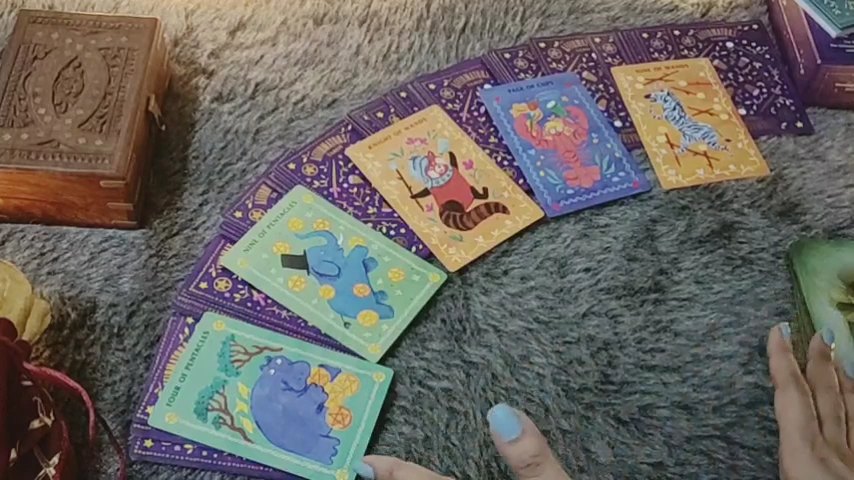 FOUR OF PENTACLES
NINE OF PENTACLES
KNIGHT OF WANDS
PAGE OF CUPS
NINE OF WANDS